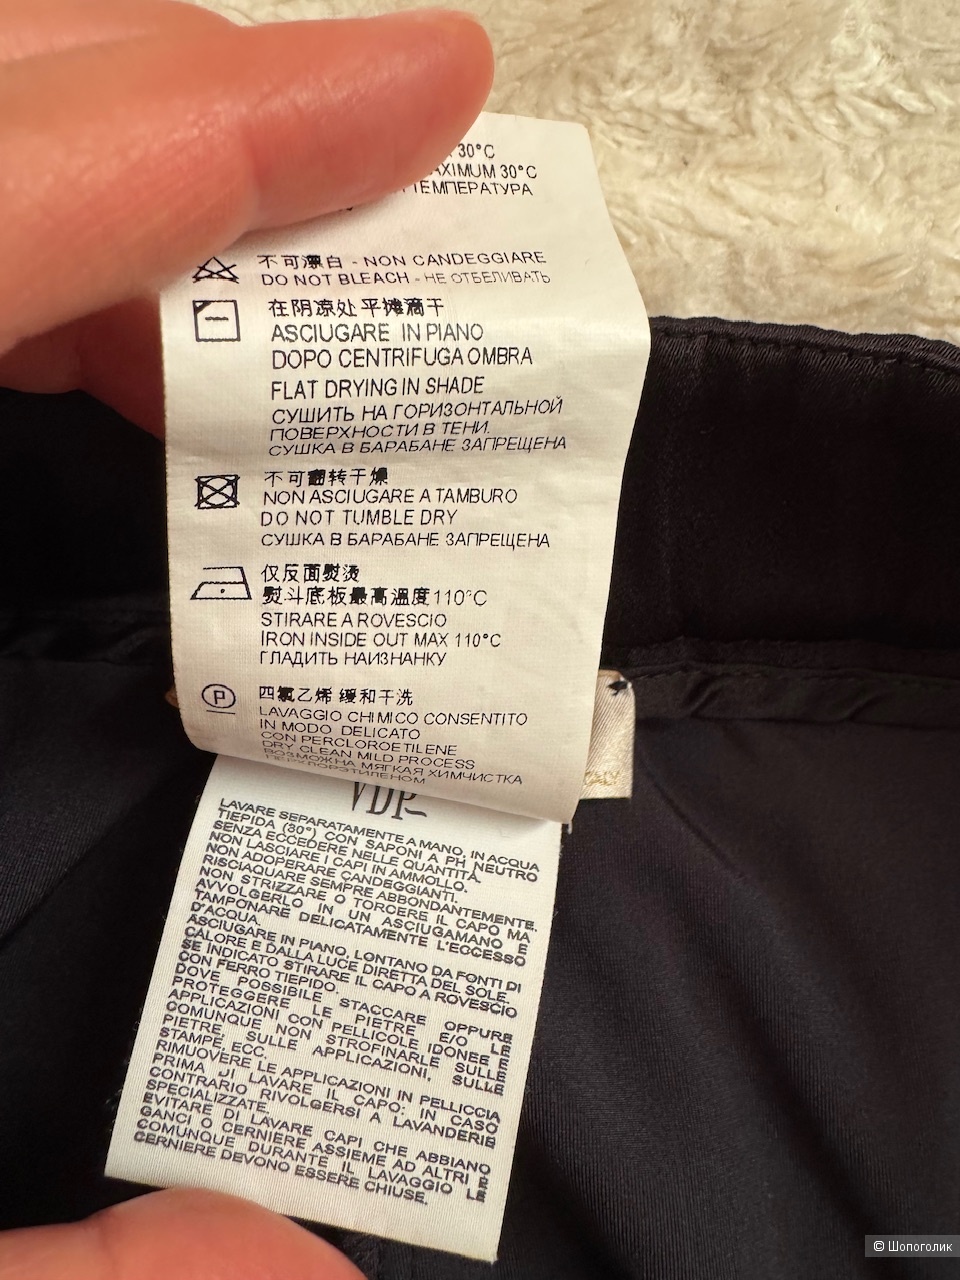 30°C
MAXIMUM 30°C
ТЕМПЕРАТУРА
不可漂白 - NON CANDEGGIARE
DO NOT BLEACH - НЕ ОТБЕЛИВАТЬ
在阴凉处平摊滴干
ASCIUGARE IN PIANO
DOPO CENTRIFUGA OMBRA
FLAT DRYING IN SHADE
СУШИТЬ НА ГОРИЗОНТАЛЬНОЙ
ПОВЕРХНОСТИ В ТЕНИ.
СУШКА В БАРАБАНЕ ЗАПРЕЩЕНА
不可翻转干燥
NON ASCIUGARE A TAMBURO
DO NOT TUMBLE DRY
СУШКА В БАРАБАНЕ ЗАПРЕЩЕНА
仅反面熨烫
熨斗底板最高温度110°C
STIRARE A ROVESCIO
IRON INSIDE OUT MAX 110°C
ГЛАДИТЬ НАИЗНАНКУ
P
四氯乙烯 缓和干洗
LAVAGGIO CHIMICO CONSENTITO
IN MODO DELICATO
CON PERCLOROETILENE
DRY CLEAN MILD PROCESS
ВОЗМОЖНА МЯГКАЯ ХИМЧИСТКА
ПЕРХЛОРЭТИЛЕНОМ
VDP
LAVARE SEPARATAMENTE A MANO, IN ACQUA
TIEPIDA (30°) CON SAPONI A PH NEUTRO
SENZA ECCEDERE NELLE QUANTITÀ.
NON LASCIARE I CAPI IN AMMOLLO.
NON ADOPERARE CANDEGGIANTI.
RISCIAQUARE SEMPRE ABBONDANTEMENTE.
NON STRIZZARE O TORCERE IL CAPO MA
AVVOLGERLO IN UN ASCIUGAMANO E
TAMPONARE DELICATAMENTE L'ECCESSO
D'ACQUA.
ASCIUGARE IN PIANO, LONTANO DA FONTI DI
CALORE E DALLA LUCE DIRETTA DEL SOLE.
SE INDICATO STIRARE IL CAPO A ROVESCIO
CON FERRO TIEPIDO.
DOVE POSSIBILE STACCARE OPPURE
PROTEGGERE LE PIETRE E/O LE
APPLICAZIONI CON PELLICOLE IDONEE E
COMUNQUE NON STROFINARLE SULLE
PIETRE, SULLE APPLICAZIONI, SULLE
STAMPE, ECC.
RIMUOVERE LE APPLICAZIONI IN PELLICCIA
PRIMA DI LAVARE IL CAPO; IN CASO
CONTRARIO RIVOLGERSI A LAVANDERIE
SPECIALIZZATE.
EVITARE DI LAVARE CAPI CHE ABBIANO
GANCI O CERNIERE ASSIEME AD ALTRI E
COMUNQUE DURANTE IL LAVAGGIO LE
CERNIERE DEVONO ESSERE CHIUSE.
© Шопоголик